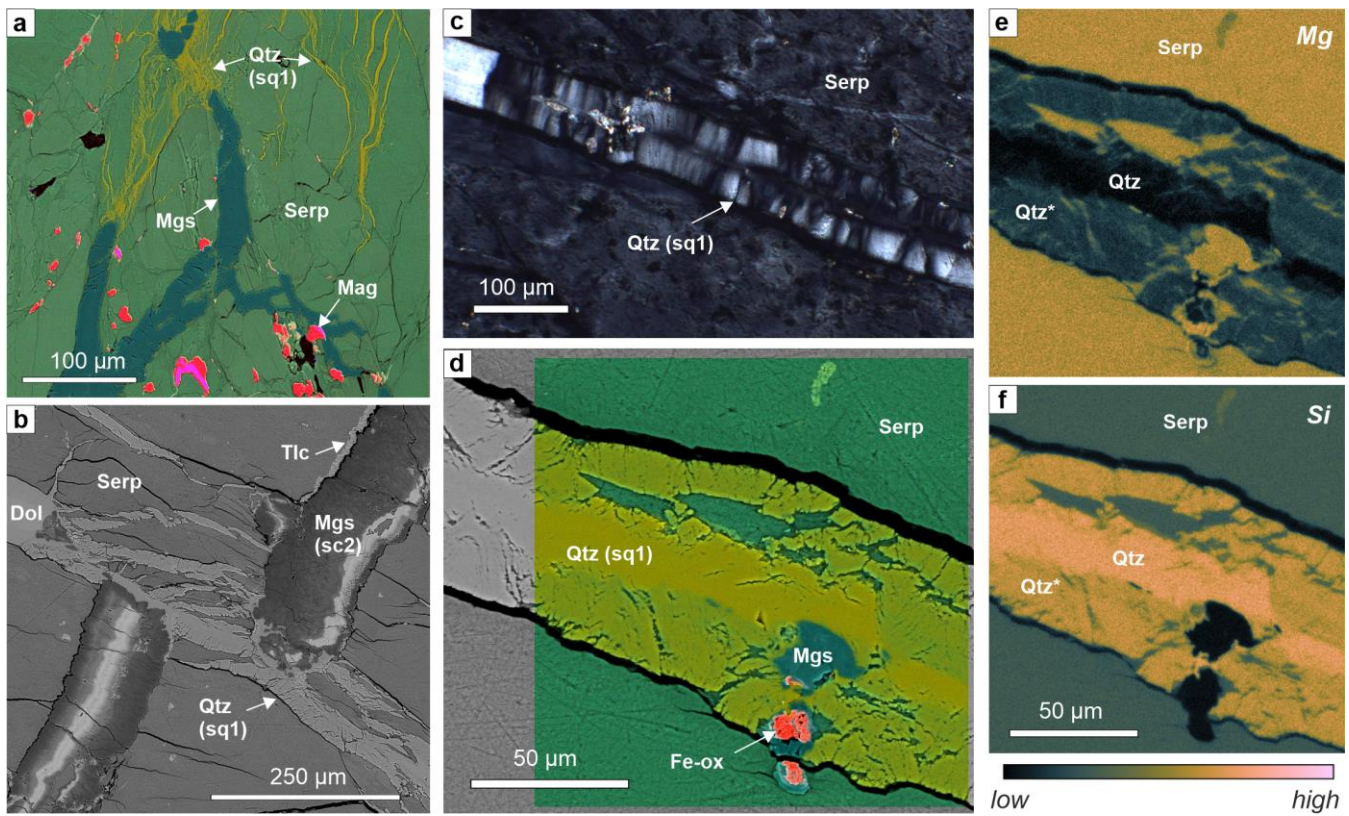 a
Qtz
(sq1)
Serp
Mgs
Mag
100 µm
b
Tlc
Serp
Dol
Mgs
(sc2)
Qtz
(sq1)
250 µm
c
Serp
Qtz (sq1)
100 µm
d
Serp
Qtz (sq1)
Mgs
Fe-ox
50 µm
e
Mg
Serp
Qtz
Qtz*
f
Si
Serp
Qtz
Qtz*
50 µm
low high